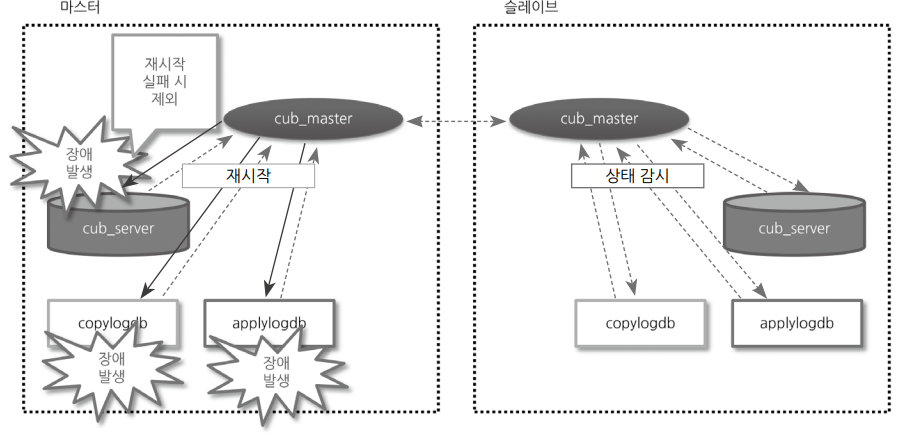 마스터
슬레이브
재시작
실패 시
제외
cub_master
cub_master
장애
발생
재시작
상태 감시
cub_server
cub_server
copylogdb
applylogdb
copylogdb
applylogdb
장애
발생
장애
발생